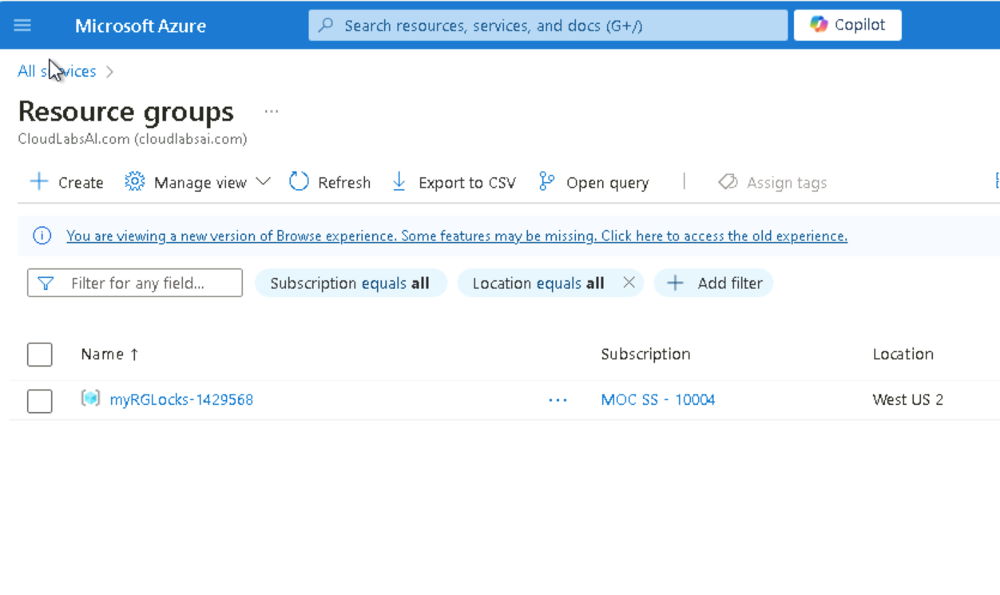 Microsoft Azure
Search resources, services, and docs (G+/)
Copilot
All services
Resource groups ...
CloudLabsAI.com (cloudlabsai.com)
Create Manage view Refresh Export to CSV Open query Assign tags
You are viewing a new version of Browse experience. Some features may be missing. Click here to access the old experience.
Filter for any field... Subscription equals all Location equals all Add filter
Name ↑ Subscription Location
myRGLocks-1429568 ... MOC SS - 10004 West US 2